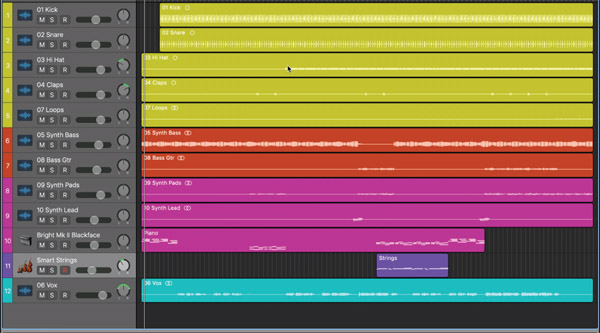 1 01 Kick
M S R
01 Kick
2 02 Snare
M S R
02 Snare
3 03 Hi Hat
M S R
03 Hi Hat
4 04 Claps
M S R
04 Claps
5 07 Loops
M S R
07 Loops
6 05 Synth Bass
M S R
05 Synth Bass
7 08 Bass Gtr
M S R
08 Bass Gtr
8 09 Synth Pads
M S R
09 Synth Pads
9 10 Synth Lead
M S R
10 Synth Lead
10 Bright Mk II Blackface
M S R
Piano
11 Smart Strings
M S R
Strings
12 06 Vox
M S R
06 Vox